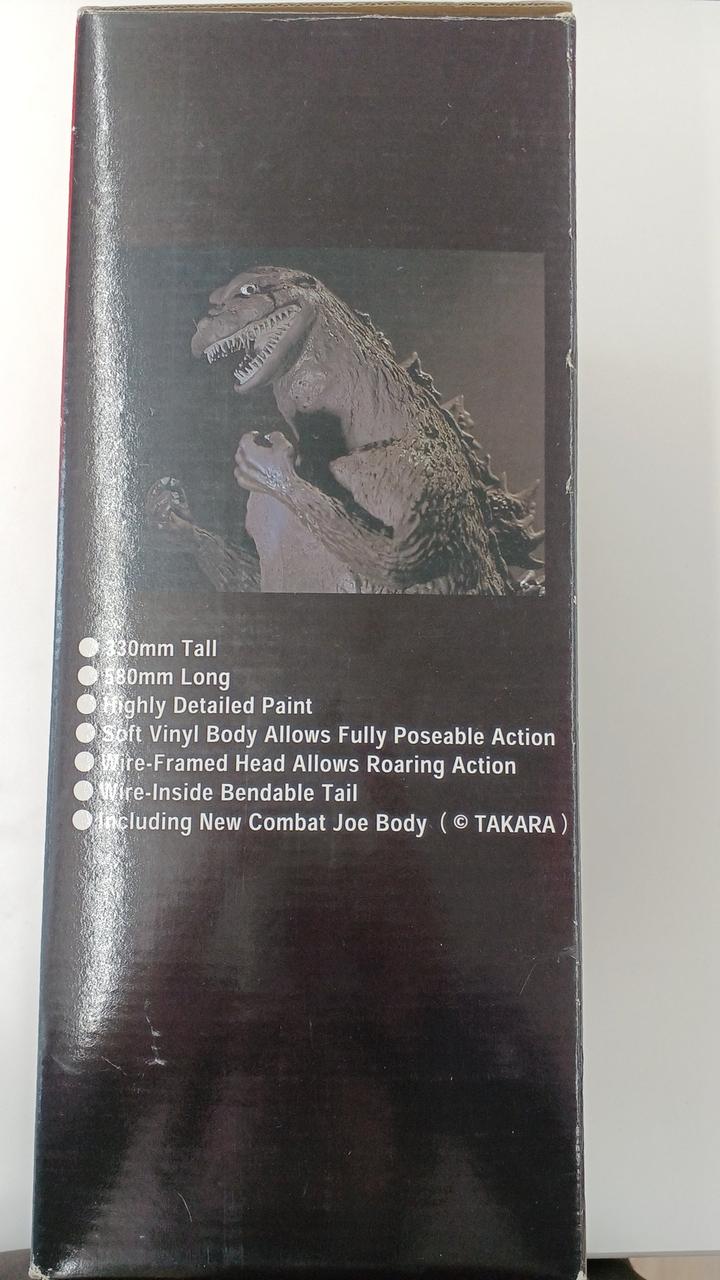 ● 330mm Tall
● 580mm Long
● Highly Detailed Paint
● Soft Vinyl Body Allows Fully Poseable Action
● Wire-Framed Head Allows Roaring Action
● Wire-Inside Bendable Tail
● Including New Combat Joe Body ( © TAKARA )